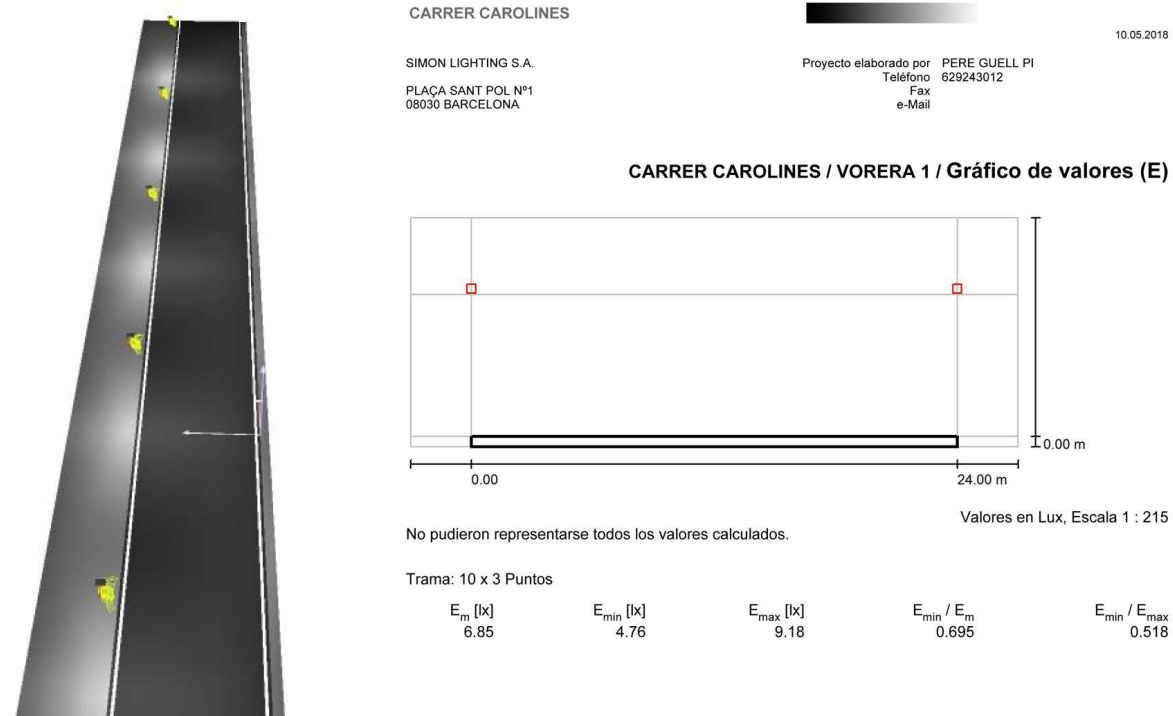 CARRER CAROLINES
10.05.2018
SIMON LIGHTING S.A.
PLAÇA SANT POL Nº1
08030 BARCELONA
Proyecto elaborado por PERE GUELL PI
Teléfono 629243012
Fax
e-Mail
CARRER CAROLINES / VORERA 1 / Gráfico de valores (E)
0.00 m
0.00 24.00 m
Valores en Lux, Escala 1 : 215
No pudieron representarse todos los valores calculados.
Trama: 10 x 3 Puntos
Em [lx] Emin [lx] Emax [lx] Emin / Em Emin / Emax
6.85 4.76 9.18 0.695 0.518